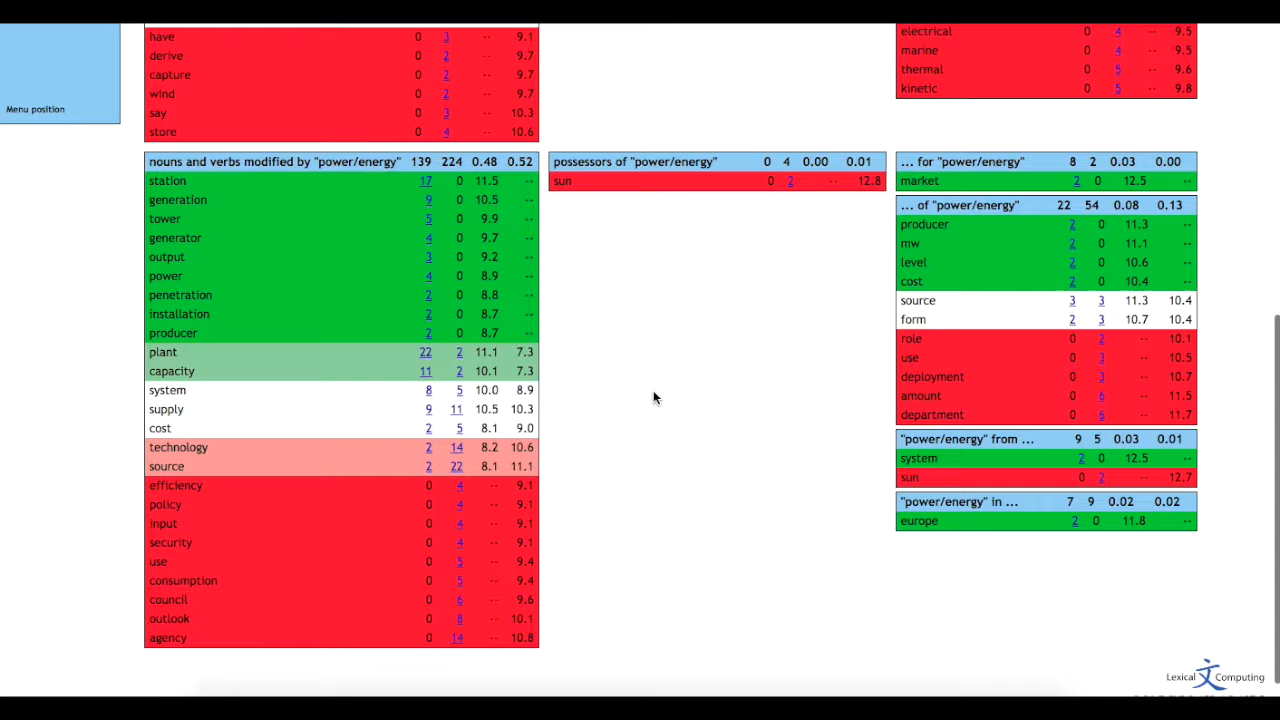 Menu position
have 0 3 -- 9.1
derive 0 2 -- 9.7
capture 0 2 -- 9.7
wind 0 2 -- 9.7
say 0 3 -- 10.3
store 0 4 -- 10.6
electrical 0 4 -- 9.5
marine 0 4 -- 9.5
thermal 0 5 -- 9.6
kinetic 0 5 -- 9.8
nouns and verbs modified by "power/energy" 139 224 0.48 0.52
station 17 0 11.5 --
generation 9 0 10.5 --
tower 5 0 9.9 --
generator 4 0 9.7 --
output 3 0 9.2 --
power 4 0 8.9 --
penetration 2 0 8.8 --
installation 2 0 8.7 --
producer 2 0 8.7 --
plant 22 2 11.1 7.3
capacity 11 2 10.1 7.3
system 8 5 10.0 8.9
supply 9 11 10.5 10.3
cost 2 5 8.1 9.0
technology 2 14 8.2 10.6
source 2 22 8.1 11.1
efficiency 0 4 -- 9.1
policy 0 4 -- 9.1
input 0 4 -- 9.1
security 0 4 -- 9.1
use 0 5 -- 9.4
consumption 0 5 -- 9.4
council 0 6 -- 9.6
outlook 0 8 -- 10.1
agency 0 14 -- 10.8
possessors of "power/energy" 0 4 0.00 0.01
sun 0 2 -- 12.8
... for "power/energy" 8 2 0.03 0.00
market 2 0 12.5 --
... of "power/energy" 22 54 0.08 0.13
producer 2 0 11.3 --
mw 2 0 11.1 --
level 2 0 10.6 --
cost 2 0 10.4 --
source 3 3 11.3 10.4
form 2 3 10.7 10.4
role 0 2 -- 10.1
use 0 3 -- 10.5
deployment 0 3 -- 10.7
amount 0 6 -- 11.5
department 0 6 -- 11.7
"power/energy" from ... 9 5 0.03 0.01
system 2 0 12.5 --
sun 0 2 -- 12.7
"power/energy" in ... 7 9 0.02 0.02
europe 2 0 11.8 --
Lexical 文 Computing